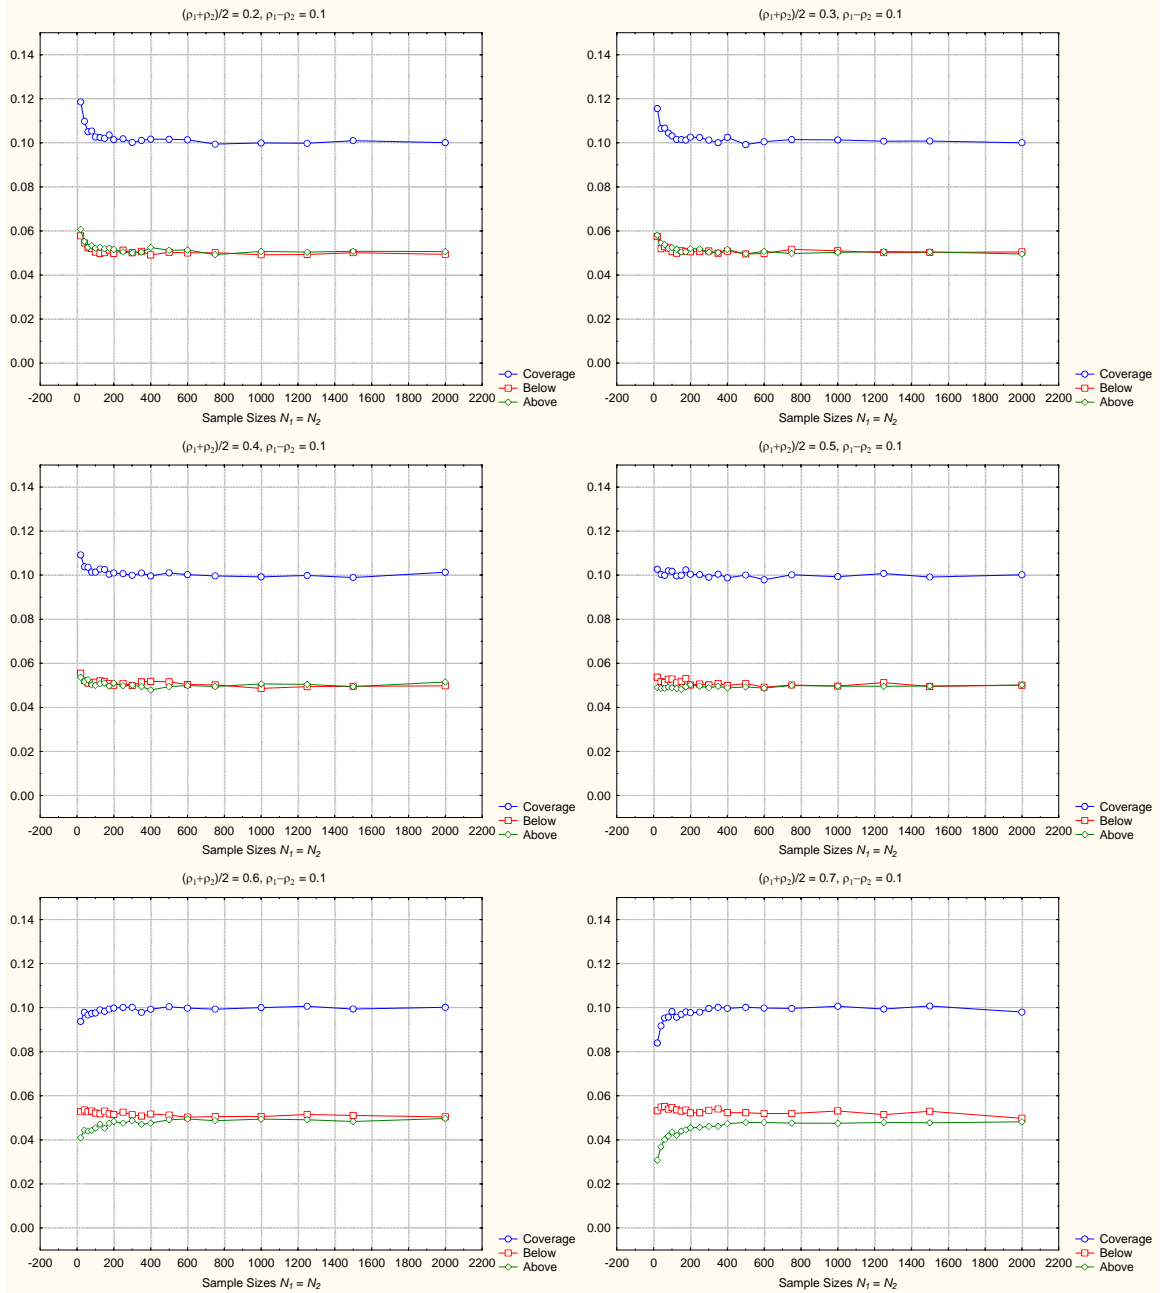 (ρ₁+ρ₂)/2 = 0.2, ρ₁−ρ₂ = 0.1
0.14
0.12
0.10
0.08
0.06
0.04
0.02
0.00
-200 0 200 400 600 800 1000 1200 1400 1600 1800 2000 2200
Sample Sizes N₁ = N₂
Coverage
Below
Above
(ρ₁+ρ₂)/2 = 0.3, ρ₁−ρ₂ = 0.1
0.14
0.12
0.10
0.08
0.06
0.04
0.02
0.00
-200 0 200 400 600 800 1000 1200 1400 1600 1800 2000 2200
Sample Sizes N₁ = N₂
Coverage
Below
Above
(ρ₁+ρ₂)/2 = 0.4, ρ₁−ρ₂ = 0.1
0.14
0.12
0.10
0.08
0.06
0.04
0.02
0.00
-200 0 200 400 600 800 1000 1200 1400 1600 1800 2000 2200
Sample Sizes N₁ = N₂
Coverage
Below
Above
(ρ₁+ρ₂)/2 = 0.5, ρ₁−ρ₂ = 0.1
0.14
0.12
0.10
0.08
0.06
0.04
0.02
0.00
-200 0 200 400 600 800 1000 1200 1400 1600 1800 2000 2200
Sample Sizes N₁ = N₂
Coverage
Below
Above
(ρ₁+ρ₂)/2 = 0.6, ρ₁−ρ₂ = 0.1
0.14
0.12
0.10
0.08
0.06
0.04
0.02
0.00
-200 0 200 400 600 800 1000 1200 1400 1600 1800 2000 2200
Sample Sizes N₁ = N₂
Coverage
Below
Above
(ρ₁+ρ₂)/2 = 0.7, ρ₁−ρ₂ = 0.1
0.14
0.12
0.10
0.08
0.06
0.04
0.02
0.00
-200 0 200 400 600 800 1000 1200 1400 1600 1800 2000 2200
Sample Sizes N₁ = N₂
Coverage
Below
Above